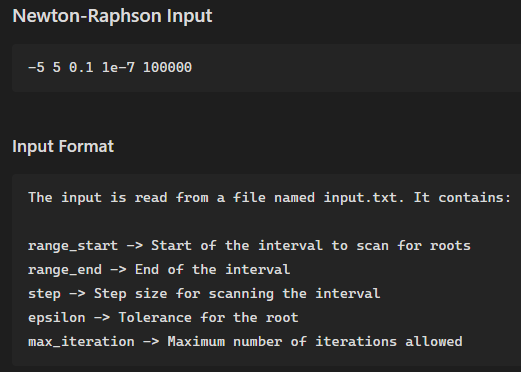 Newton-Raphson Input
-5 5 0.1 1e-7 100000
Input Format
The input is read from a file named input.txt. It contains:
range_start -> Start of the interval to scan for roots
range_end -> End of the interval
step -> Step size for scanning the interval
epsilon -> Tolerance for the root
max_iteration -> Maximum number of iterations allowed